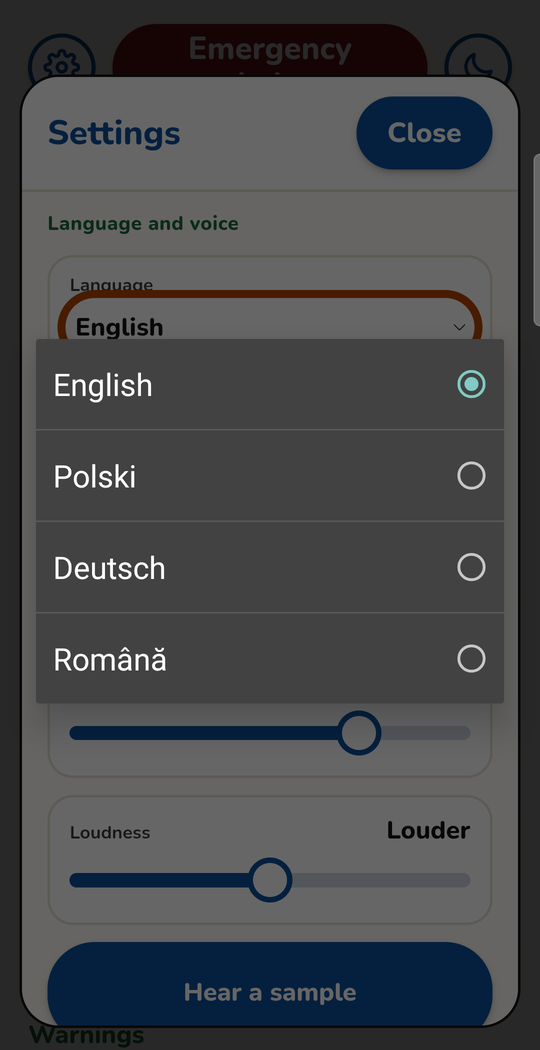 Emergency
Settings
Close
Language and voice
Language
English
English
Polski
Deutsch
Română
Loudness
Louder
Hear a sample
Warnings